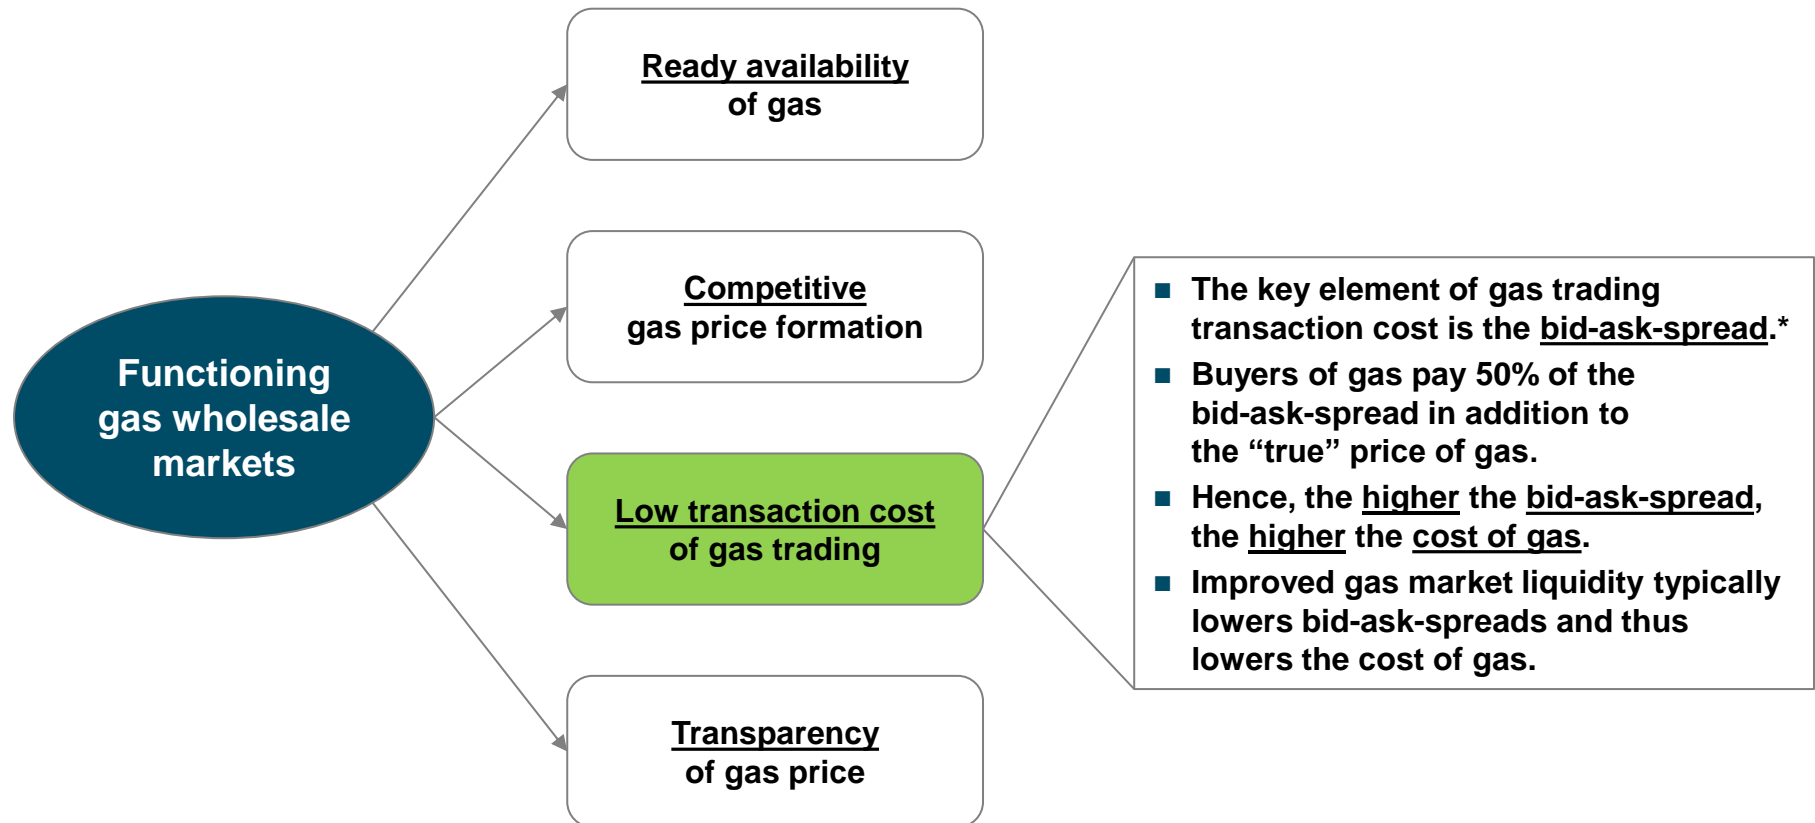 Functioning
gas wholesale
markets
Ready availability
of gas
Competitive
gas price formation
Low transaction cost
of gas trading
Transparency
of gas price
■ The key element of gas trading
transaction cost is the bid-ask-spread.*
■ Buyers of gas pay 50% of the
bid-ask-spread in addition to
the “true” price of gas.
■ Hence, the higher the bid-ask-spread,
the higher the cost of gas.
■ Improved gas market liquidity typically
lowers bid-ask-spreads and thus
lowers the cost of gas.